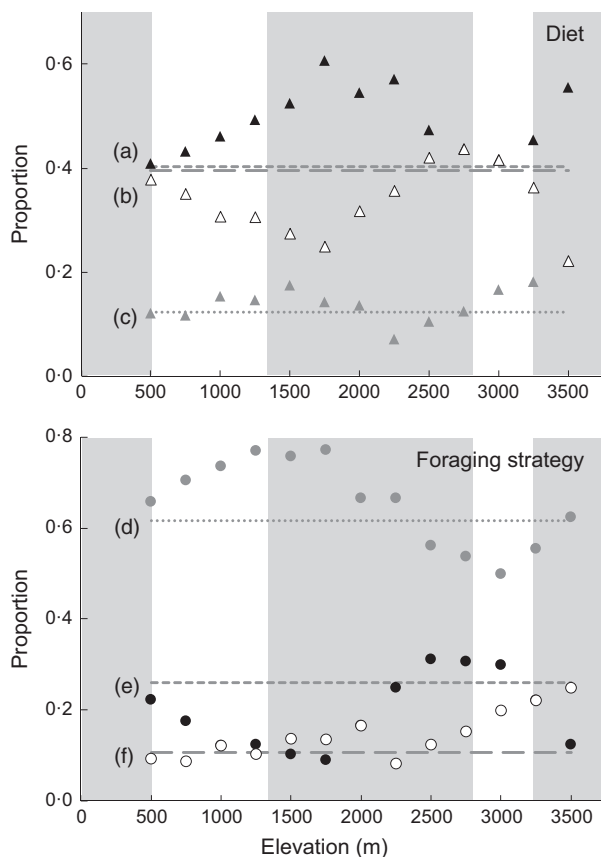 Diet
0·6
0·4
0·2
0·0
Proportion
(a)
(b)
(c)
0 500 1000 1500 2000 2500 3000 3500
Foraging strategy
0·8
0·6
0·4
0·2
0·0
Proportion
(d)
(e)
(f)
0 500 1000 1500 2000 2500 3000 3500
Elevation (m)